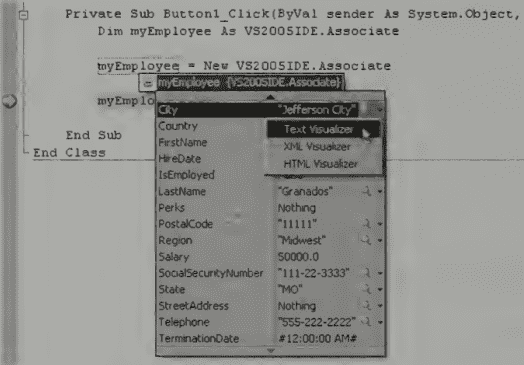 Private Sub Button1_Click(ByVal sender As System.Object,
Dim myEmployee As VS2005IDE.Associate
myEmployee = New VS2005IDE.Associate
myEmployee {VS2005IDE.Associate}
myEmplo
City "Jefferson City"
Country
Text Visualizer
FirstName
XML Visualizer
HireDate
HTML Visualizer
IsEmployed
LastName "Granados"
Perks Nothing
PostalCode "11111"
Region "Midwest"
Salary 50000.0
SocialSecurityNumber "111-22-3333"
State "MO"
StreetAddress Nothing
Telephone "555-222-2222"
TerminationDate #12:00:00 AM#
End Sub
End Class